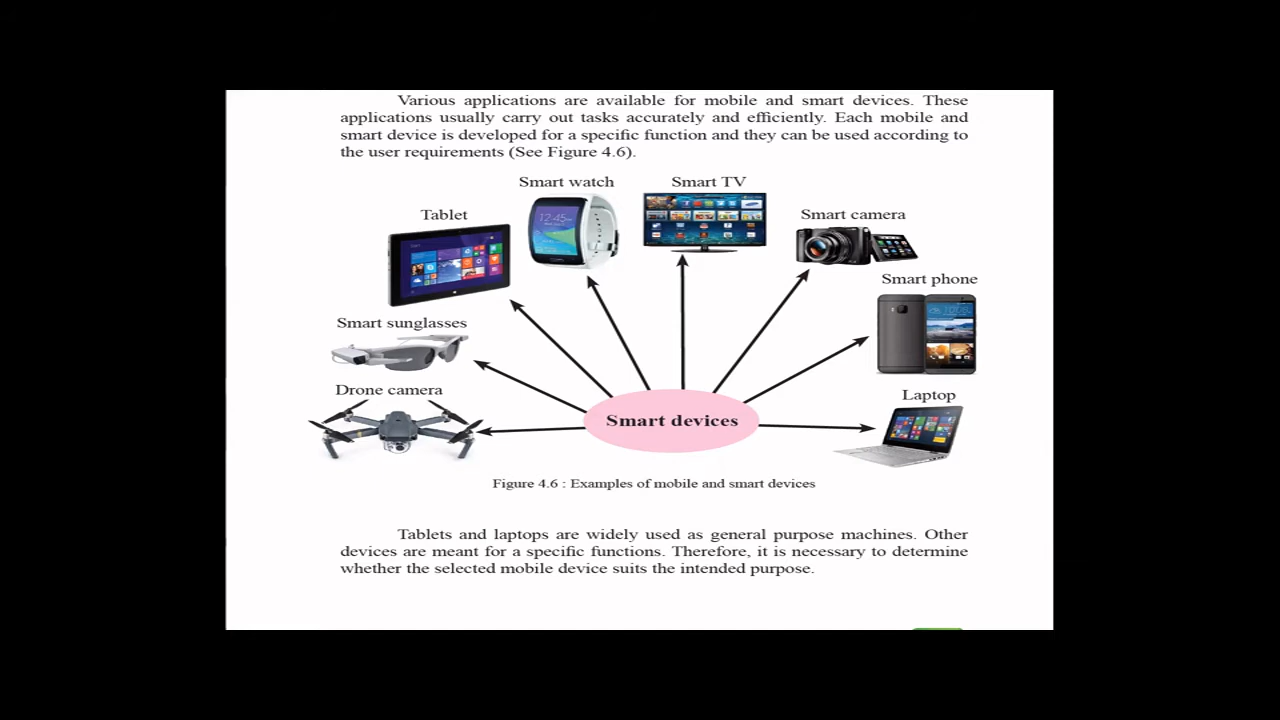 Various applications are available for mobile and smart devices. These
applications usually carry out tasks accurately and efficiently. Each mobile and
smart device is developed for a specific function and they can be used according to
the user requirements (See Figure 4.6).
Smart watch
Smart TV
Tablet
Smart camera
Smart phone
Smart sunglasses
Drone camera
Laptop
Smart devices
Figure 4.6 : Examples of mobile and smart devices
Tablets and laptops are widely used as general purpose machines. Other
devices are meant for a specific functions. Therefore, it is necessary to determine
whether the selected mobile device suits the intended purpose.